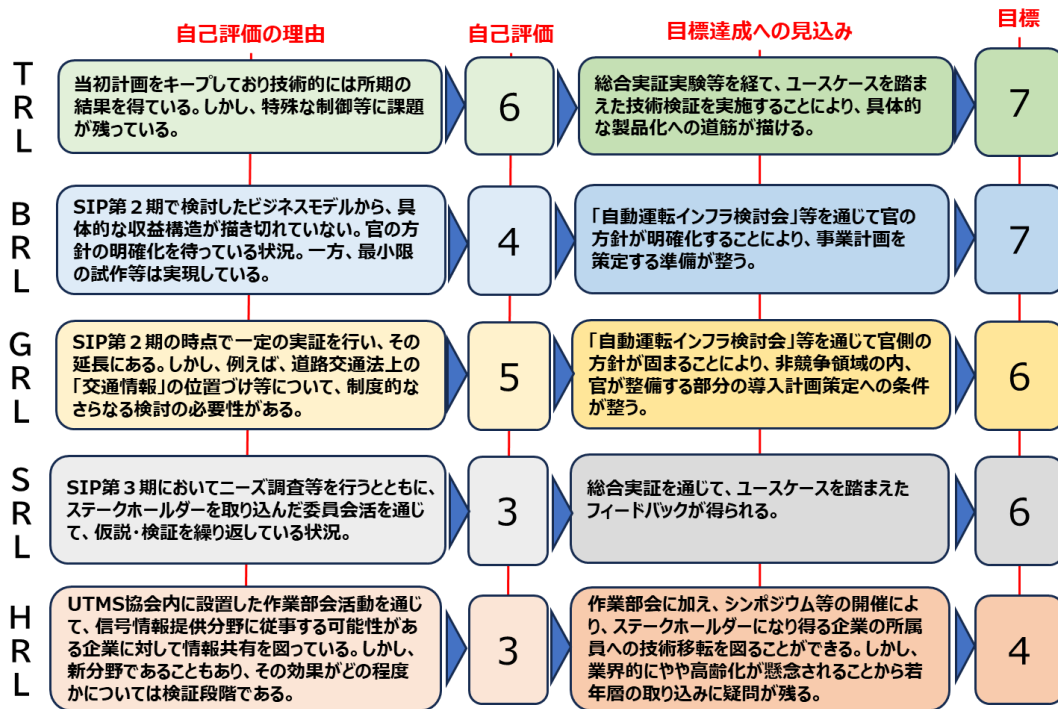 自己評価の理由
自己評価
目標達成への見込み
目標
TRL
当初計画をキープしており技術的には所期の
結果を得ている。しかし、特殊な制御等に課題
が残っている。
6
総合実証実験等を経て、ユースケースを踏ま
えた技術検証を実施することにより、具体的
な製品化への道筋が描ける。
7
BRL
SIP第2期で検討したビジネスモデルから、具
体的な収益構造が描き切れていない。官の方
針の明確化を待っている状況。一方、最小限
の試作等は実現している。
4
「自動運転インフラ検討会」等を通じて官の
方針が明確化することにより、事業計画を
策定する準備が整う。
7
GRL
SIP第2期の時点で一定の実証を行い、その
延長にある。しかし、例えば、道路交通法上の
「交通情報」の位置づけ等について、制度的な
さらなる検討の必要性がある。
5
「自動運転インフラ検討会」等を通じて官側の
方針が固まることにより、非競争領域の内、
官が整備する部分の導入計画策定への条件
が整う。
6
SRL
SIP第3期においてニーズ調査等を行うとともに、
ステークホールダーを取り込んだ委員会活を通じ
て、仮説・検証を繰り返している状況。
3
総合実証を通じて、ユースケースを踏まえた
フィードバックが得られる。
6
HRL
UTMS協会内に設置した作業部会活動を通じ
て、信号情報提供分野に従事する可能性があ
る企業に対して情報共有を図っている。しかし、
新分野であることもあり、その効果がどの程度
かについては検証段階である。
3
作業部会に加え、シンポジウム等の開催によ
り、ステークホールダーになり得る企業の所属
員への技術移転を図ることができる。しかし、
業界的にやや高齢化が懸念されることから若
年層の取り込みに疑問が残る。
4